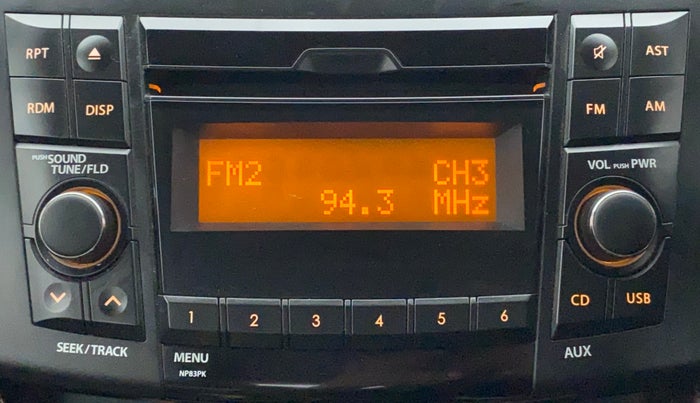 RPT
AST
RDM
DISP
FM
AM
PUSH SOUND
TUNE/FLD
VOL PUSH PWR
FM2 CH3
94.3 MHz
CD
USB
1 2 3 4 5 6
SEEK/TRACK
MENU
AUX
NP83PK